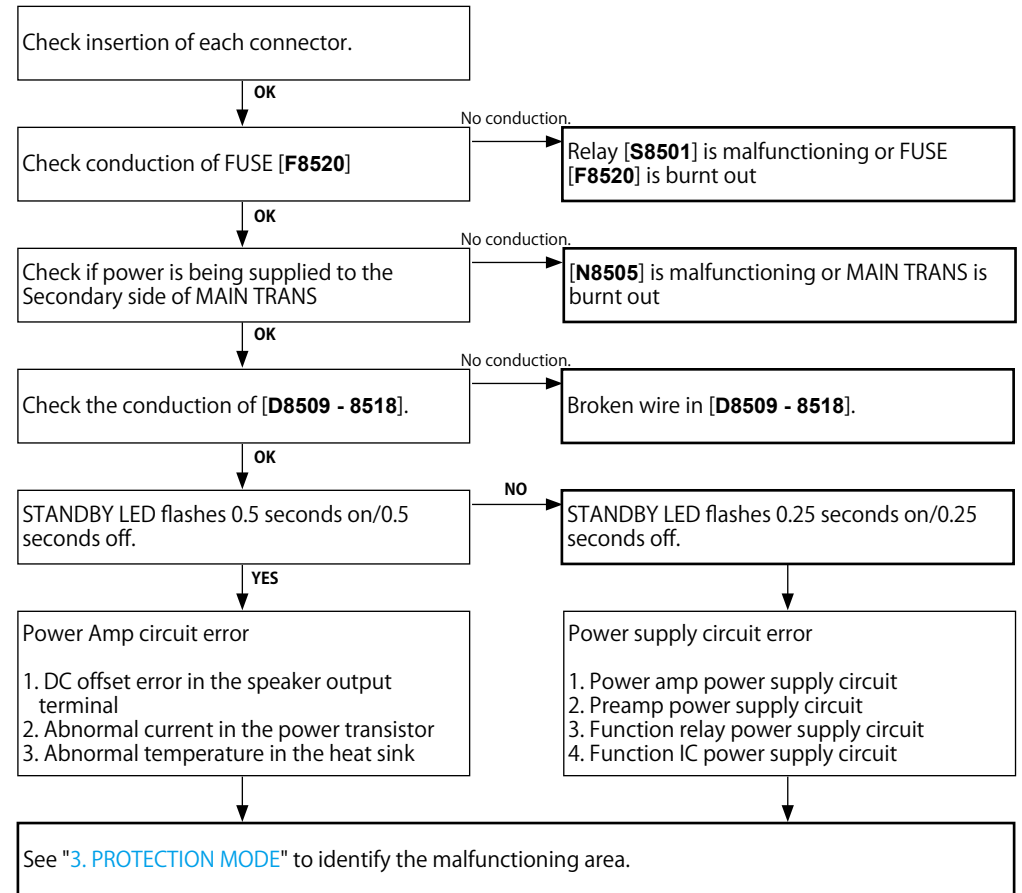 Check insertion of each connector.
OK
No conduction.
Check conduction of FUSE [F8520]
Relay [S8501] is malfunctioning or FUSE
[F8520] is burnt out
OK
No conduction.
Check if power is being supplied to the
Secondary side of MAIN TRANS
[N8505] is malfunctioning or MAIN TRANS is
burnt out
OK
No conduction.
Check the conduction of [D8509 - 8518].
Broken wire in [D8509 - 8518].
OK
NO
STANDBY LED flashes 0.5 seconds on/0.5
seconds off.
STANDBY LED flashes 0.25 seconds on/0.25
seconds off.
YES
Power Amp circuit error
1. DC offset error in the speaker output
terminal
2. Abnormal current in the power transistor
3. Abnormal temperature in the heat sink
Power supply circuit error
1. Power amp power supply circuit
2. Preamp power supply circuit
3. Function relay power supply circuit
4. Function IC power supply circuit
See "3. PROTECTION MODE" to identify the malfunctioning area.